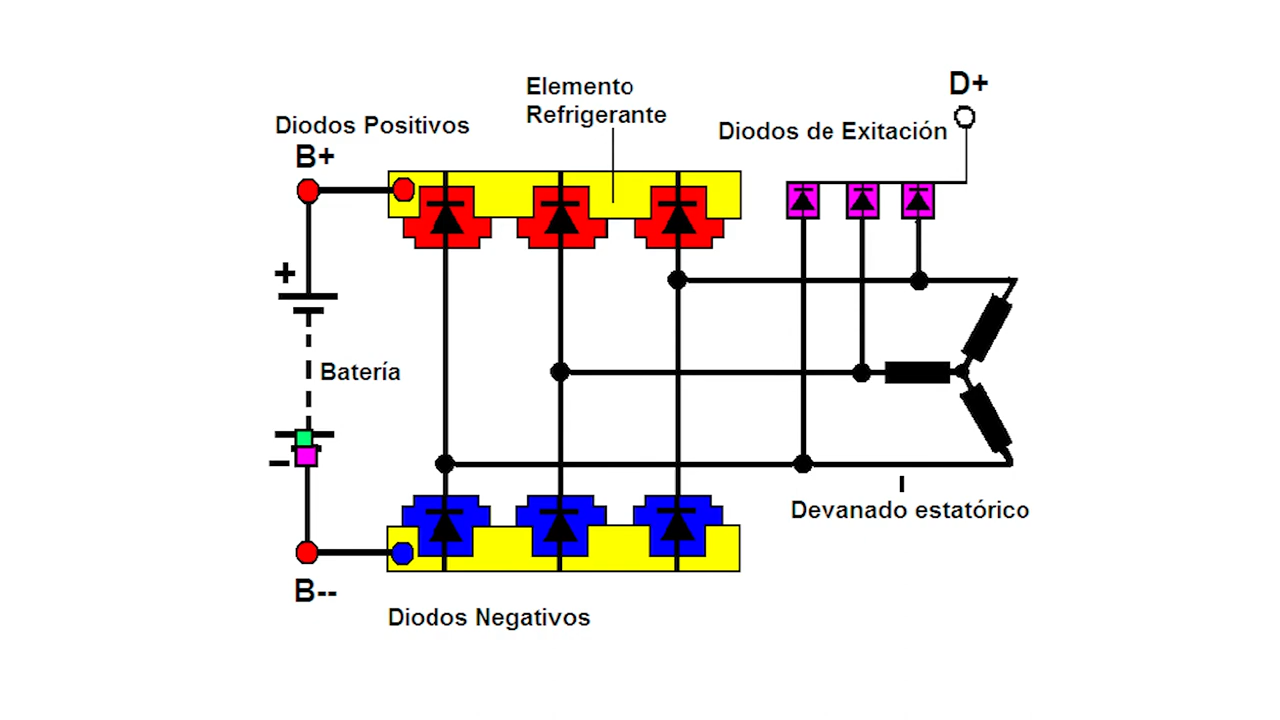 D+
Elemento
Refrigerante
Diodos Positivos
Diodos de Exitación
B+
+
Batería
−
Devanado estatórico
B--
Diodos Negativos